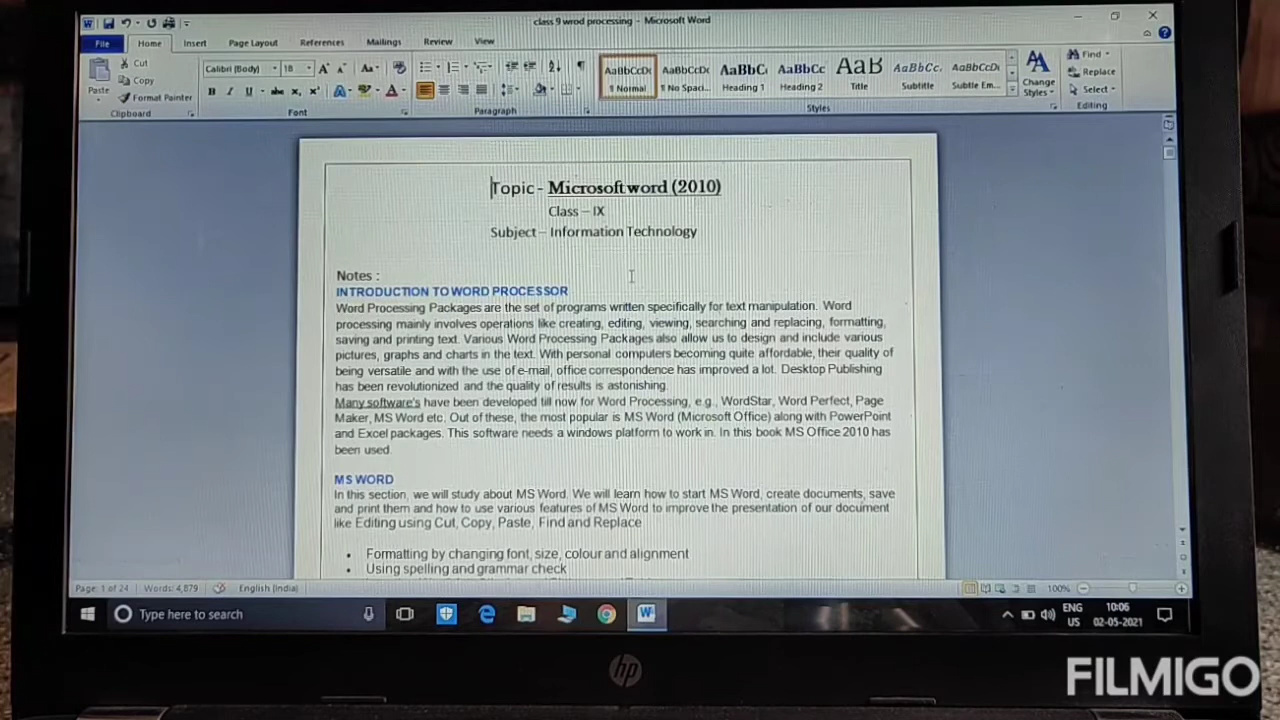 class 9 wrod processing - Microsoft Word
File Home Insert Page Layout References Mailings Review View
Cut
Copy
Format Painter
Paste
Clipboard
Calibri (Body) 18
Font
Paragraph
AaBbCcDc AaBbCcDc AaBbC AaBbCc AaB AaBbCc. AaBbCcDi
¶ Normal ¶ No Spaci... Heading 1 Heading 2 Title Subtitle Subtle Em...
Styles
Change
Styles
Find
Replace
Select
Editing
Topic - Microsoft word (2010)
Class – IX
Subject – Information Technology
Notes :
INTRODUCTION TO WORD PROCESSOR
Word Processing Packages are the set of programs written specifically for text manipulation. Word
processing mainly involves operations like creating, editing, viewing, searching and replacing, formatting,
saving and printing text. Various Word Processing Packages also allow us to design and include various
pictures, graphs and charts in the text. With personal computers becoming quite affordable, their quality of
being versatile and with the use of e-mail, office correspondence has improved a lot. Desktop Publishing
has been revolutionized and the quality of results is astonishing.
Many software's have been developed till now for Word Processing, e.g., WordStar, Word Perfect, Page
Maker, MS Word etc. Out of these, the most popular is MS Word (Microsoft Office) along with PowerPoint
and Excel packages. This software needs a windows platform to work in. In this book MS Office 2010 has
been used.
MS WORD
In this section, we will study about MS Word. We will learn how to start MS Word, create documents, save
and print them and how to use various features of MS Word to improve the presentation of our document
like Editing using Cut, Copy, Paste, Find and Replace
• Formatting by changing font, size, colour and alignment
• Using spelling and grammar check
Page: 1 of 24 Words: 4,879 English (India) 100%
Type here to search
ENG
US
10:06
02-05-2021
hp
FILMIGO